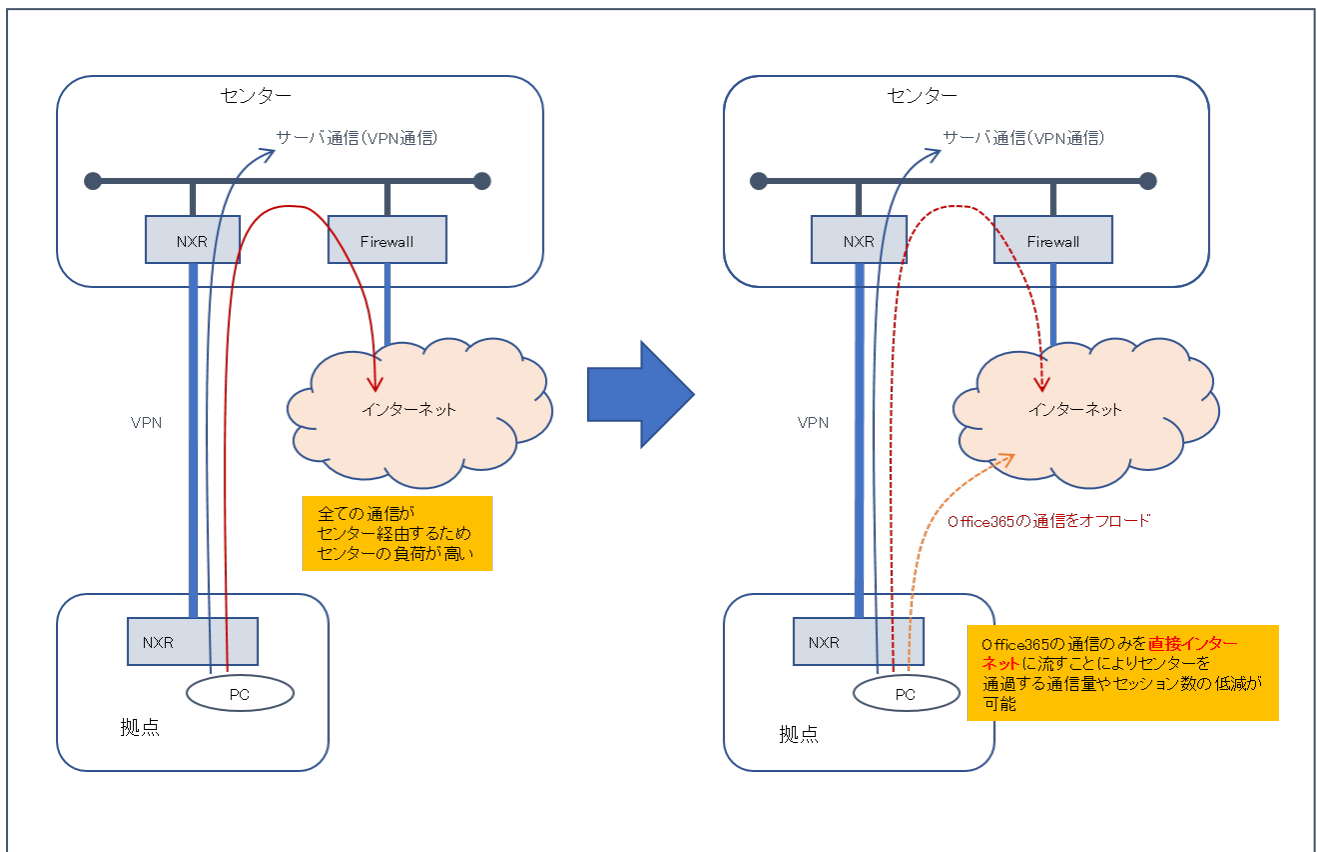 センター
サーバ通信(VPN通信)
NXR
Firewall
インターネット
VPN
全ての通信が
センター経由するため
センターの負荷が高い
NXR
PC
拠点
センター
サーバ通信(VPN通信)
NXR
Firewall
インターネット
VPN
Office365の通信をオフロード
NXR
PC
拠点
Office365の通信のみを直接インター
ネットに流すことによりセンターを
通過する通信量やセッション数の低減が
可能